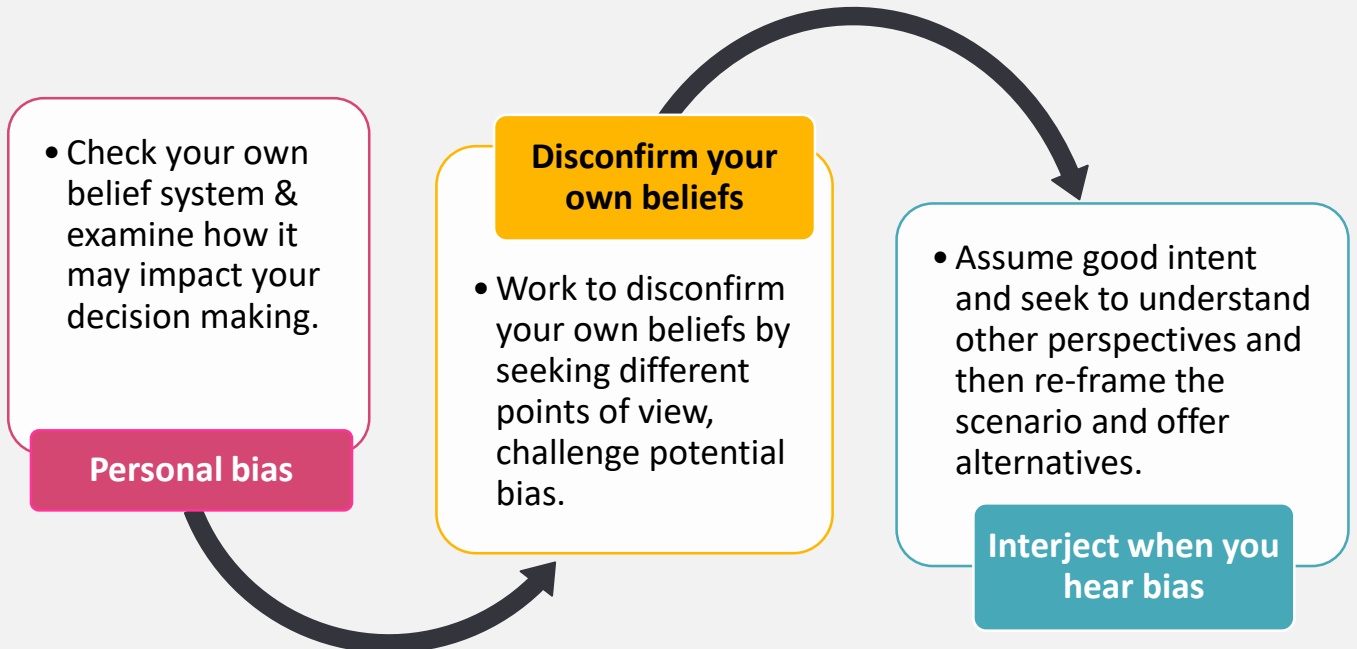 • Check your own
belief system &
examine how it
may impact your
decision making.
Personal bias
Disconfirm your
own beliefs
• Work to disconfirm
your own beliefs by
seeking different
points of view,
challenge potential
bias.
• Assume good intent
and seek to understand
other perspectives and
then re-frame the
scenario and offer
alternatives.
Interject when you
hear bias